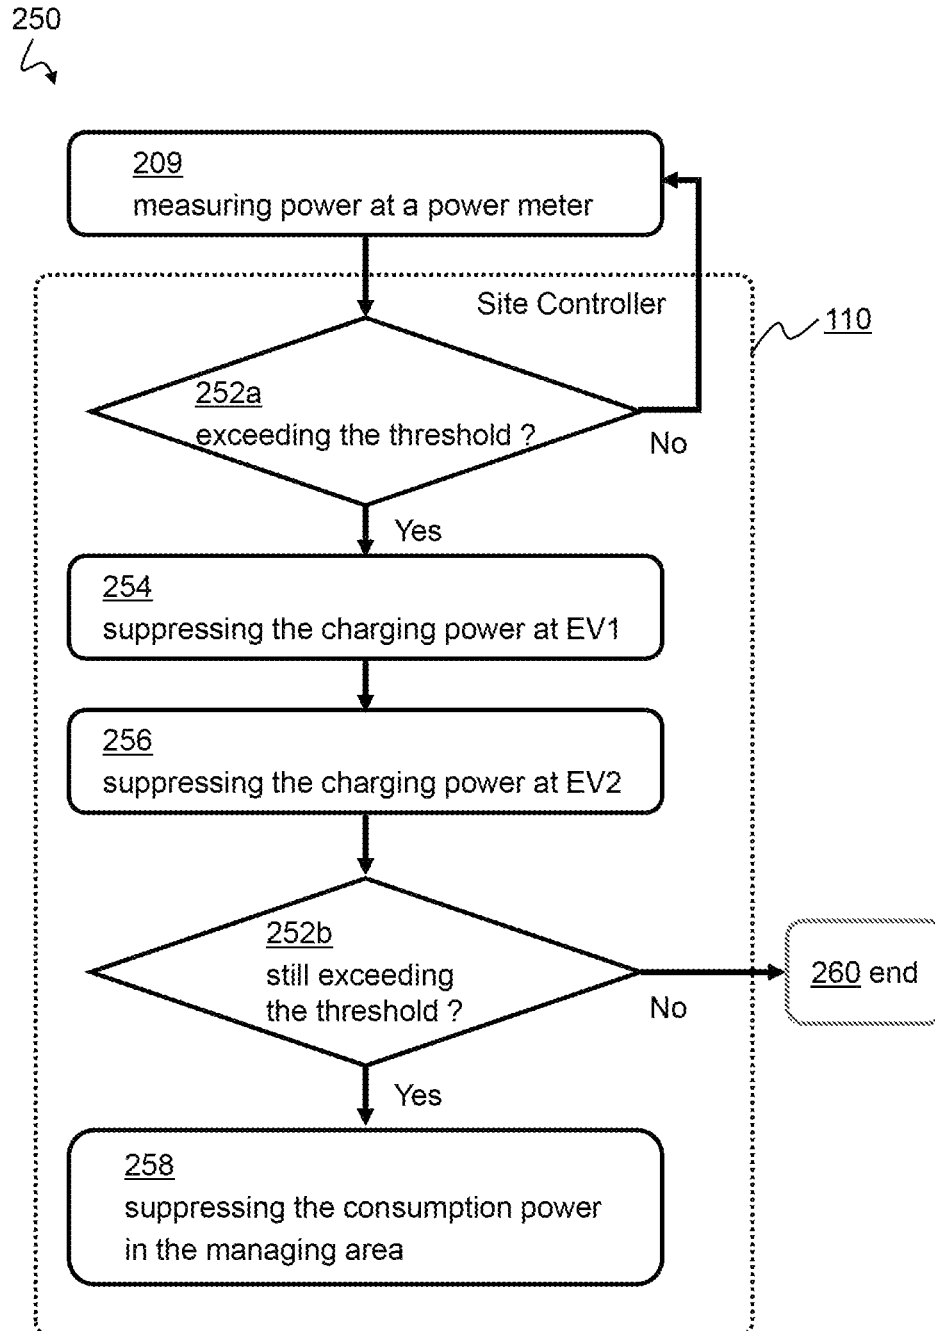 250
209
measuring power at a power meter
Site Controller
110
252a
exceeding the threshold ?
No
Yes
254
suppressing the charging power at EV1
256
suppressing the charging power at EV2
252b
still exceeding
the threshold ?
No
260 end
Yes
258
suppressing the consumption power
in the managing area